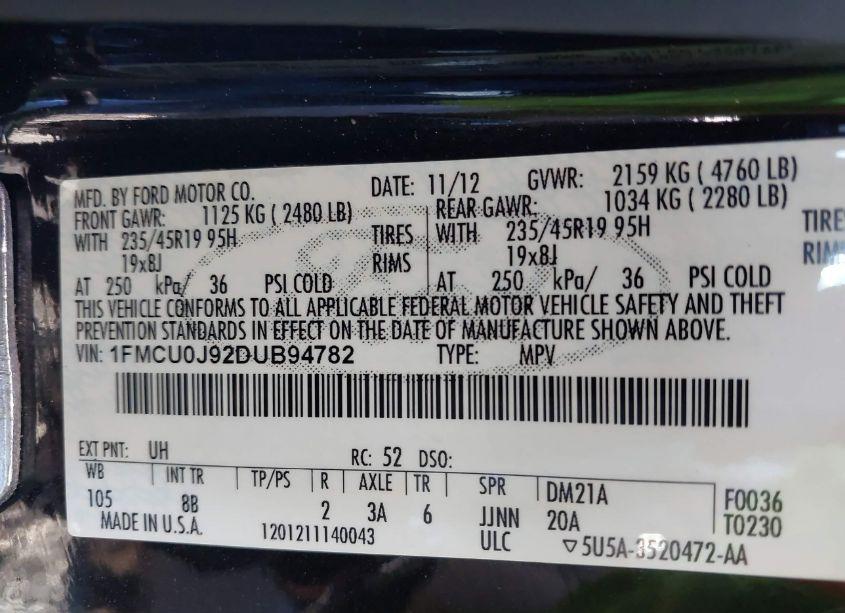 MFD. BY FORD MOTOR CO. DATE: 11/12 GVWR: 2159 KG ( 4760 LB)
FRONT GAWR: 1125 KG ( 2480 LB) REAR GAWR: 1034 KG ( 2280 LB)
WITH 235/45R19 95H TIRES WITH 235/45R19 95H TIRES
19x8J RIMS 19x8J
AT 250 kPa/ 36 PSI COLD AT 250 kPa/ 36 PSI COLD
THIS VEHICLE CONFORMS TO ALL APPLICABLE FEDERAL MOTOR VEHICLE SAFETY AND THEFT
PREVENTION STANDARDS IN EFFECT ON THE DATE OF MANUFACTURE SHOWN ABOVE.
VIN: 1FMCU0J92DUB94782 TYPE: MPV
EXT PNT: UH RC: 52 DSO:
WB INT TR TP/PS R AXLE TR SPR DM21A F0036
105 8B 2 3A 6 JJNN 20A T0230
MADE IN U.S.A. 1201211140043 ULC ▽5U5A-3520472-AA